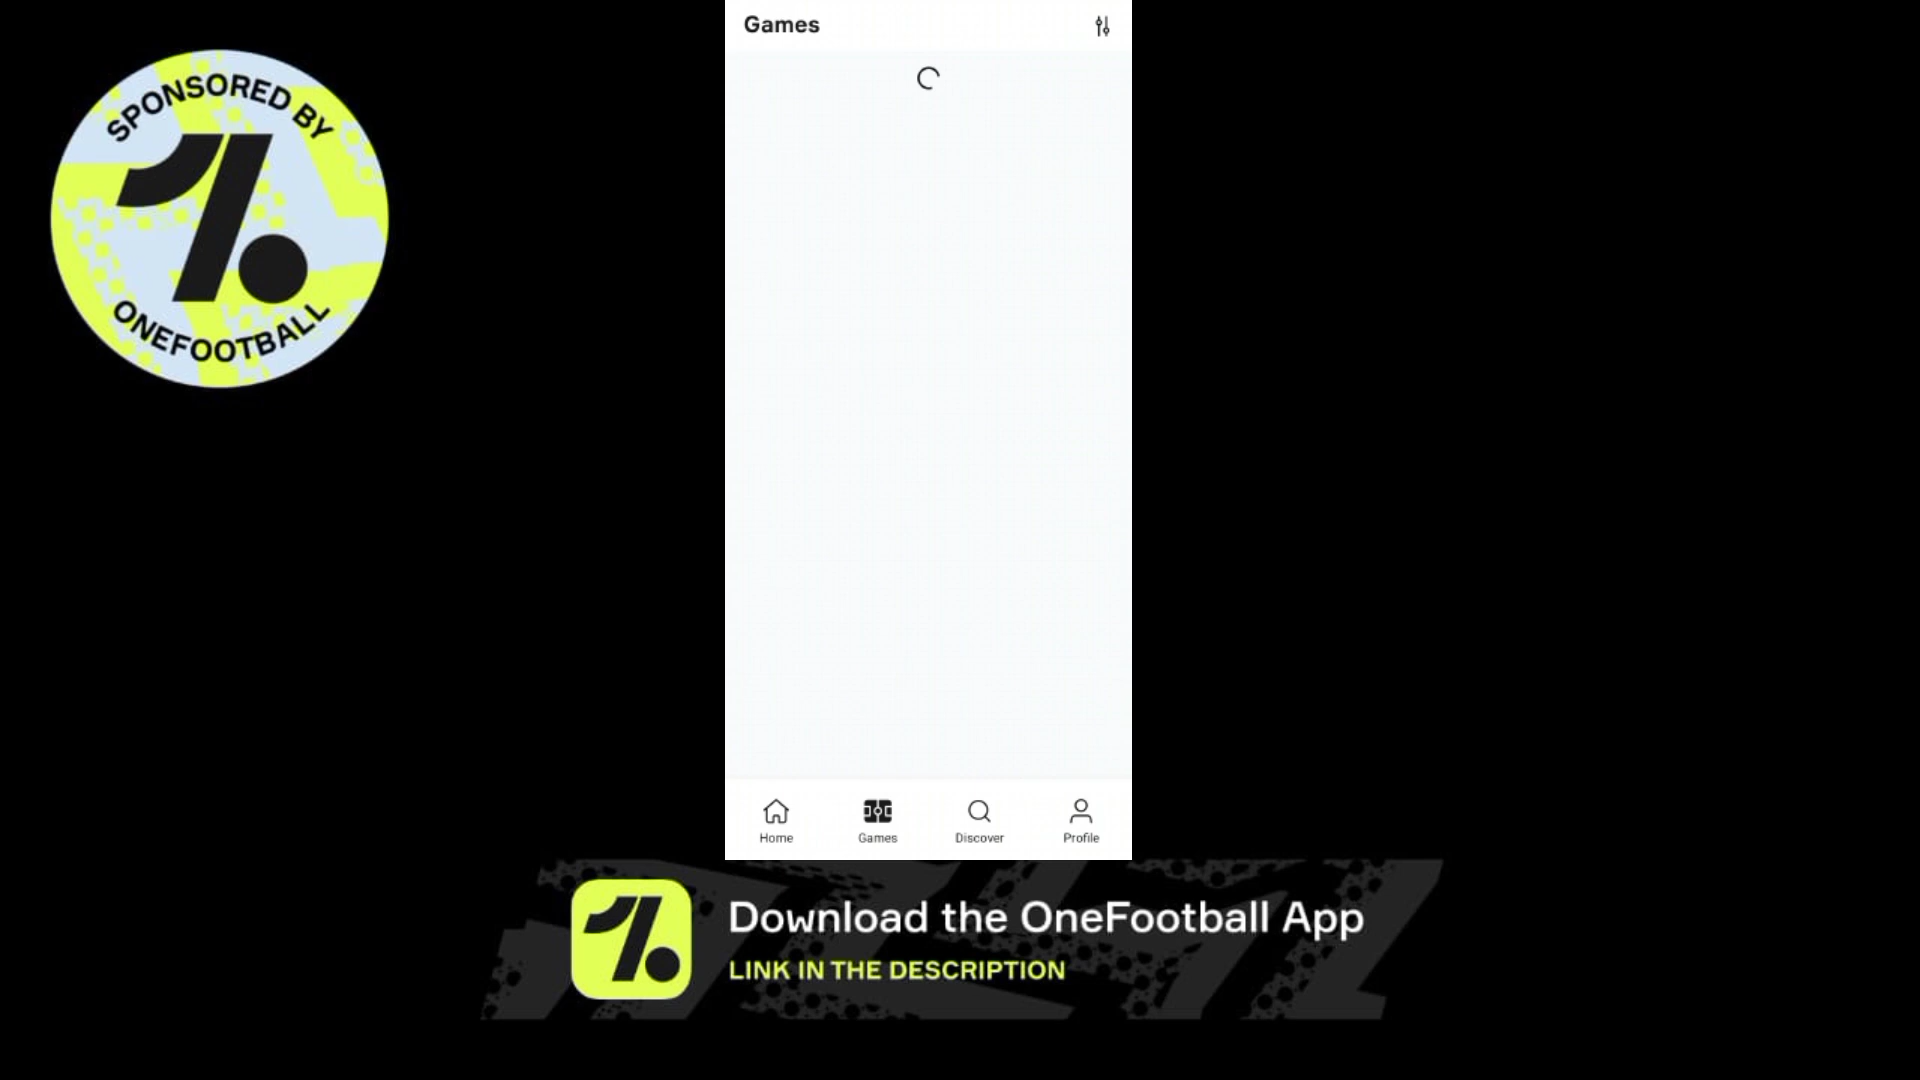 Games
SPONSORED BY
ONEFOOTBALL
Home
Games
Discover
Profile
Download the OneFootball App
LINK IN THE DESCRIPTION